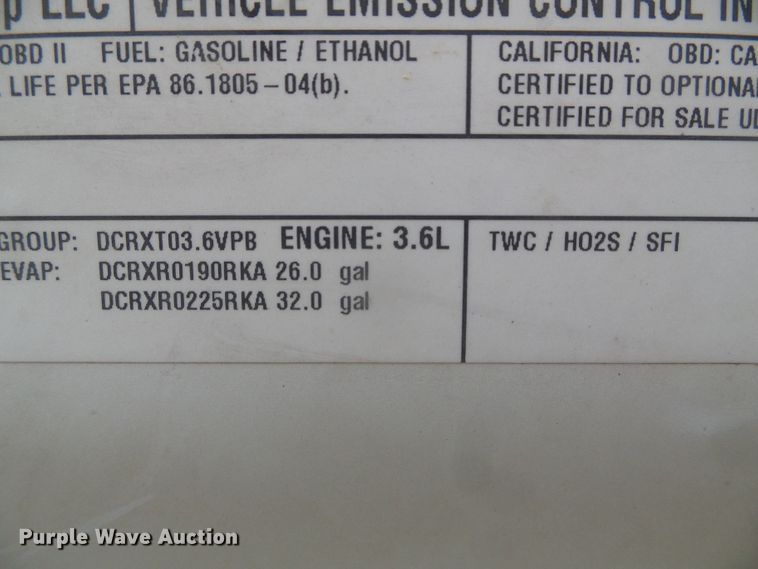 p LLC VEHICLE EMISSION CONTROL IN
OBD II FUEL: GASOLINE / ETHANOL
LIFE PER EPA 86.1805-04(b).
CALIFORNIA: OBD: CA
CERTIFIED TO OPTIONAL
CERTIFIED FOR SALE
GROUP: DCRXT03.6VPB ENGINE: 3.6L
EVAP: DCRXR0190RKA 26.0 gal
DCRXR0225RKA 32.0 gal
TWC / HO2S / SFI
Purple Wave Auction